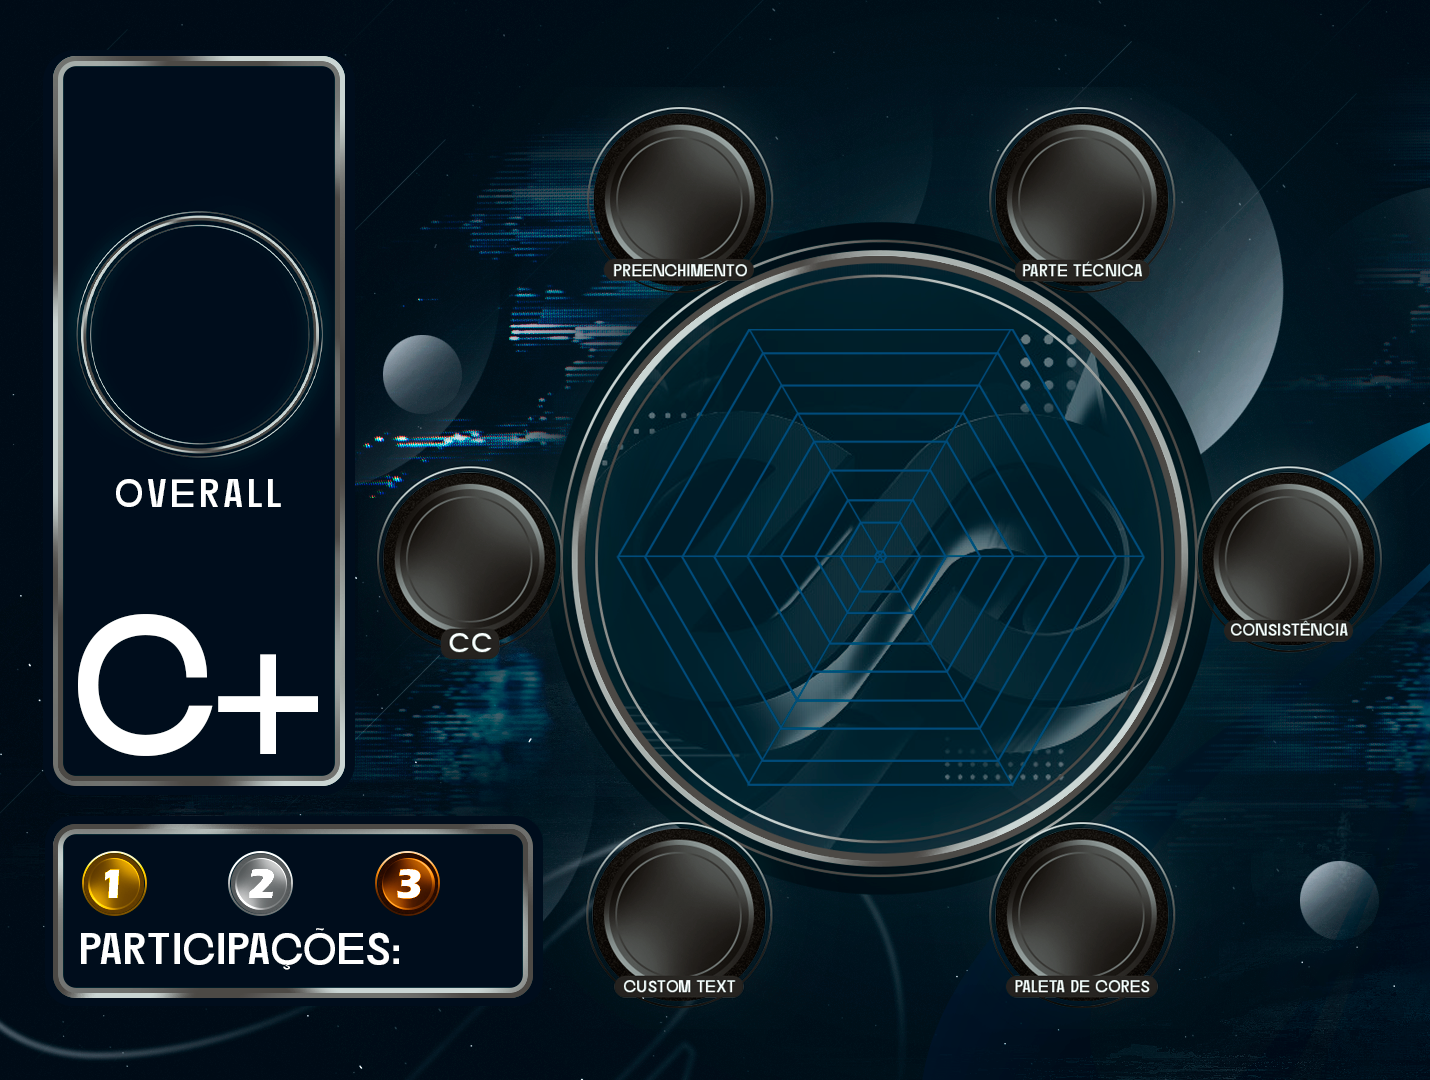 PREENCHIMENTO
PARTE TÉCNICA
OVERALL
CC
CONSISTÊNCIA
C+
1 2 3
PARTICIPAÇÕES:
CUSTOM TEXT
PALETA DE CORES